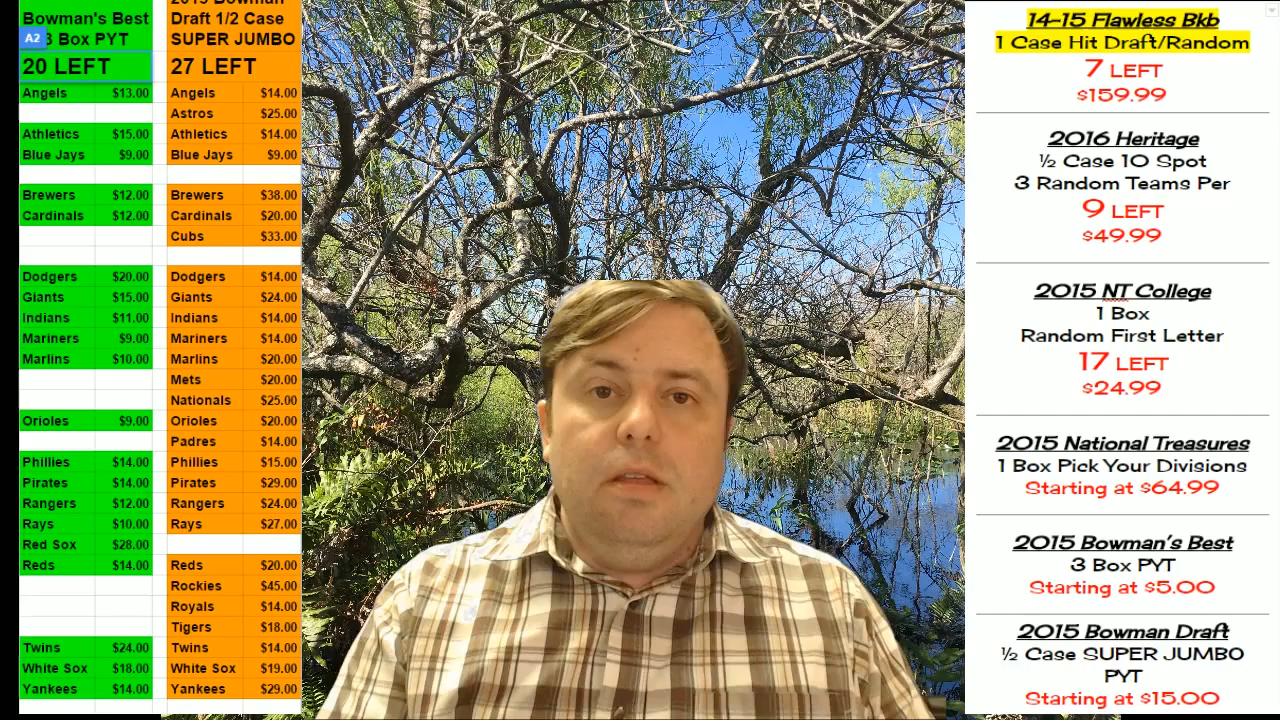 Bowman's Best
3 Box PYT
A2
20 LEFT
Angels $13.00
Athletics $15.00
Blue Jays $9.00
Brewers $12.00
Cardinals $12.00
Dodgers $20.00
Giants $15.00
Indians $11.00
Mariners $9.00
Marlins $10.00
Orioles $9.00
Phillies $14.00
Pirates $14.00
Rangers $12.00
Rays $10.00
Red Sox $28.00
Reds $14.00
Twins $24.00
White Sox $18.00
Yankees $14.00
2015 Bowman
Draft 1/2 Case
SUPER JUMBO
27 LEFT
Angels $14.00
Astros $25.00
Athletics $14.00
Blue Jays $9.00
Brewers $38.00
Cardinals $20.00
Cubs $33.00
Dodgers $14.00
Giants $24.00
Indians $14.00
Mariners $14.00
Marlins $20.00
Mets $20.00
Nationals $25.00
Orioles $20.00
Padres $14.00
Phillies $15.00
Pirates $29.00
Rangers $24.00
Rays $27.00
Reds $20.00
Rockies $45.00
Royals $14.00
Tigers $18.00
Twins $14.00
White Sox $19.00
Yankees $29.00
14-15 Flawless Bkb
1 Case Hit Draft/Random
7 LEFT
$159.99
2016 Heritage
½ Case 10 Spot
3 Random Teams Per
9 LEFT
$49.99
2015 NT College
1 Box
Random First Letter
17 LEFT
$24.99
2015 National Treasures
1 Box Pick Your Divisions
Starting at $64.99
2015 Bowman's Best
3 Box PYT
Starting at $5.00
2015 Bowman Draft
½ Case SUPER JUMBO
PYT
Starting at $15.00